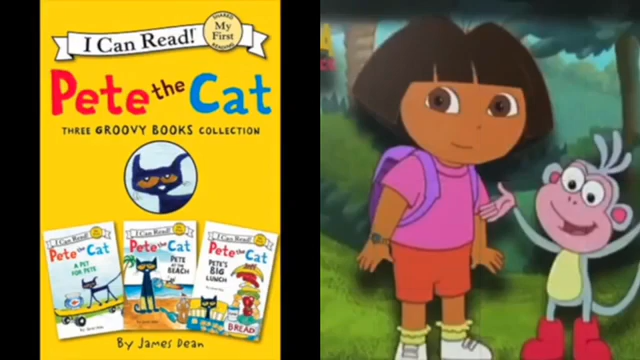 I Can Read!
SHARED
My
First
READING
Pete the Cat
THREE GROOVY BOOKS COLLECTION
I Can Read!
Pete the Cat
A PET FOR PETE
I Can Read!
Pete the Cat
PETE AT THE BEACH
I Can Read!
Pete the Cat
PETE'S BIG LUNCH
BREAD
By JAMES DEAN